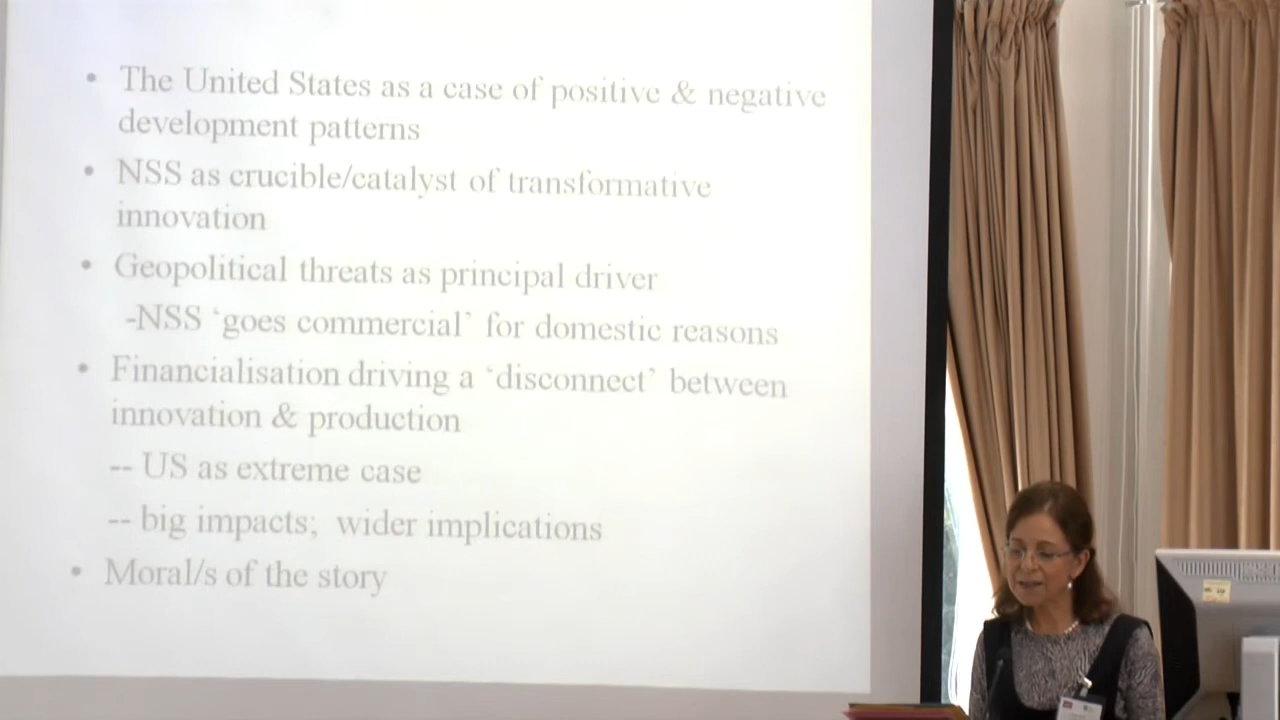 • The United States as a case of positive & negative
development patterns
• NSS as crucible/catalyst of transformative
innovation
• Geopolitical threats as principal driver
-NSS ‘goes commercial’ for domestic reasons
• Financialisation driving a ‘disconnect’ between
innovation & production
-- US as extreme case
-- big impacts; wider implications
• Moral/s of the story